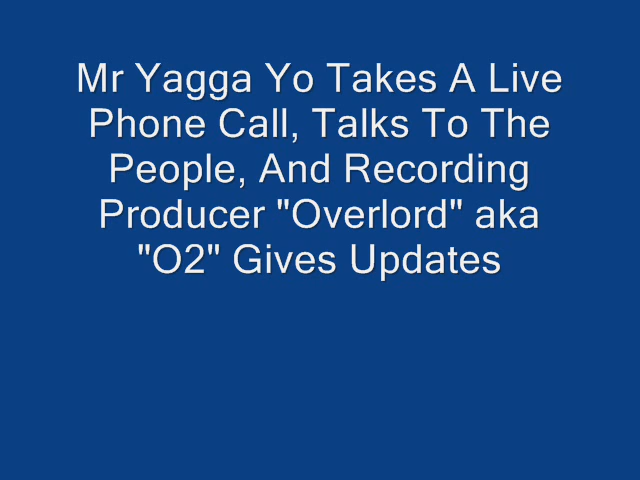 Mr Yagga Yo Takes A Live
Phone Call, Talks To The
People, And Recording
Producer "Overlord" aka
"O2" Gives Updates